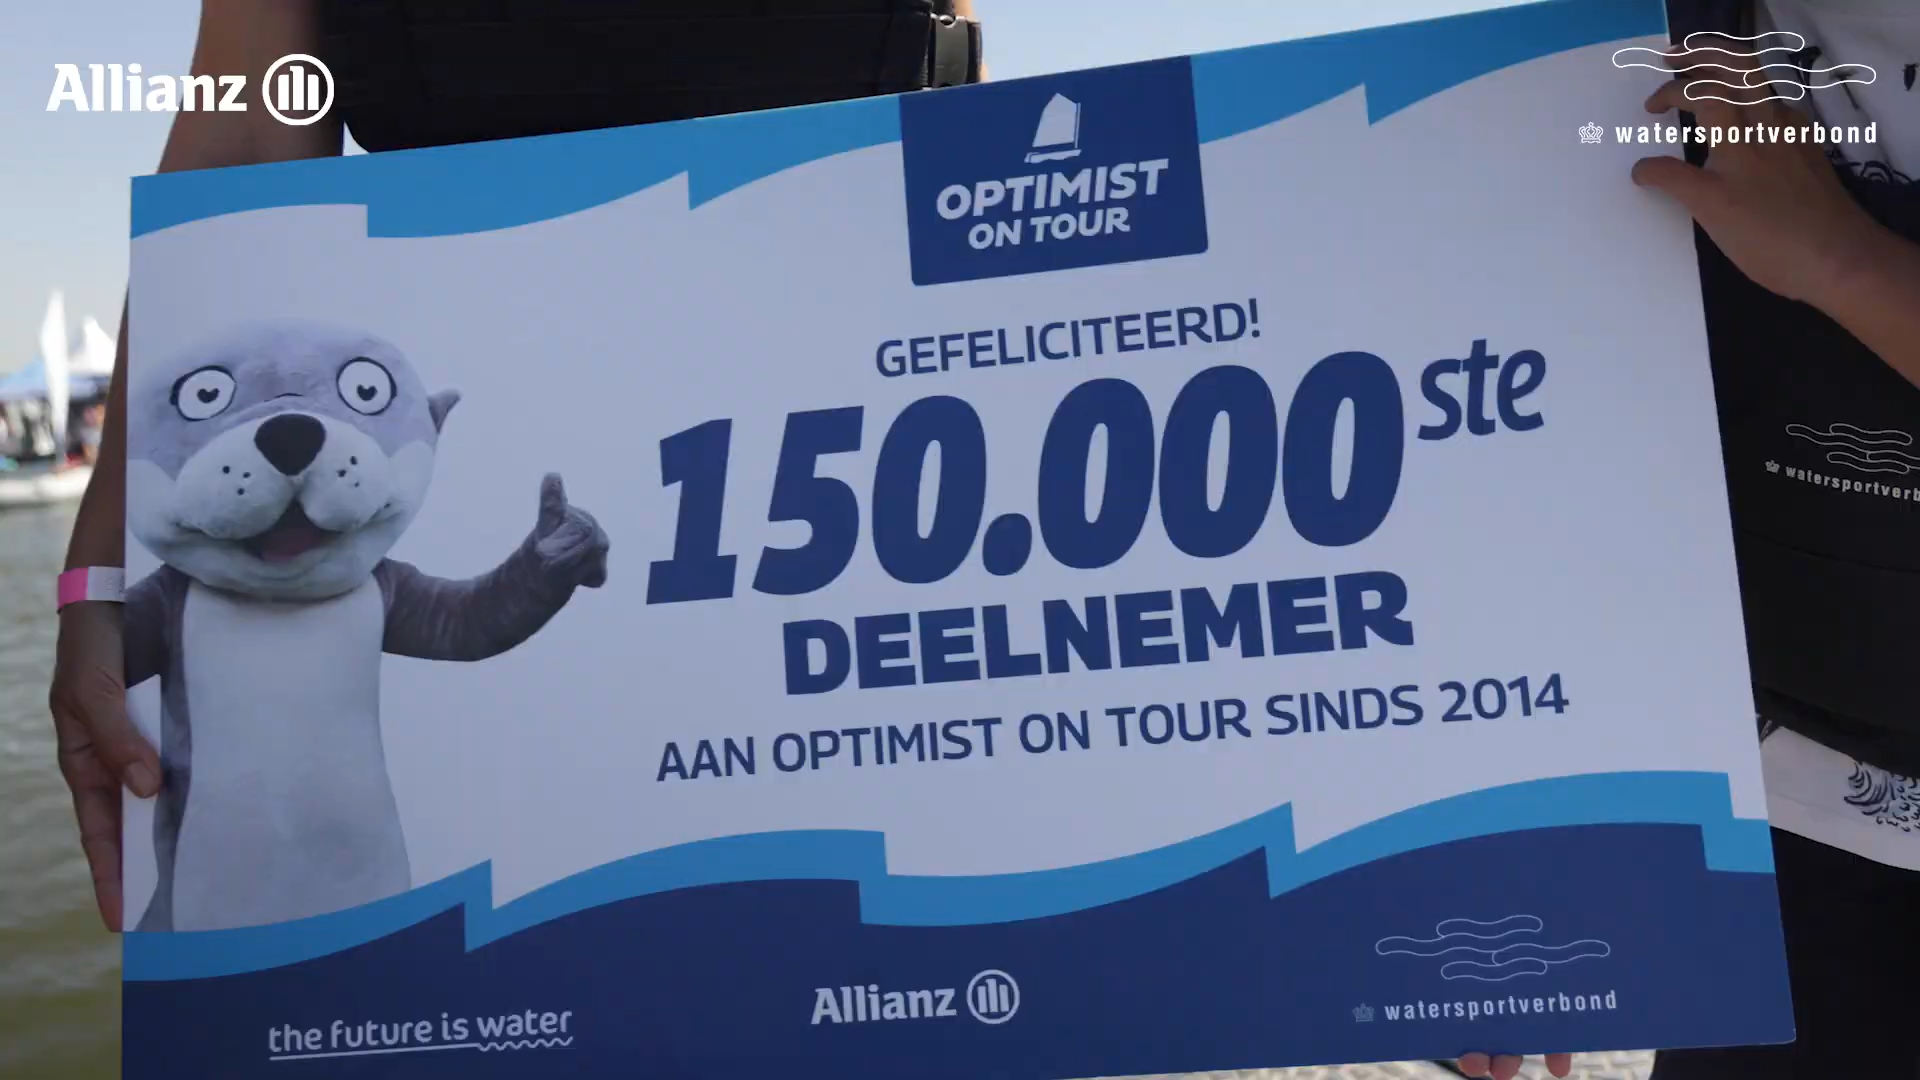 Allianz
watersportverbond
OPTIMIST
ON TOUR
GEFELICITEERD!
150.000ste
DEELNEMER
AAN OPTIMIST ON TOUR SINDS 2014
watersportverb
the future is water
Allianz
watersportverbond